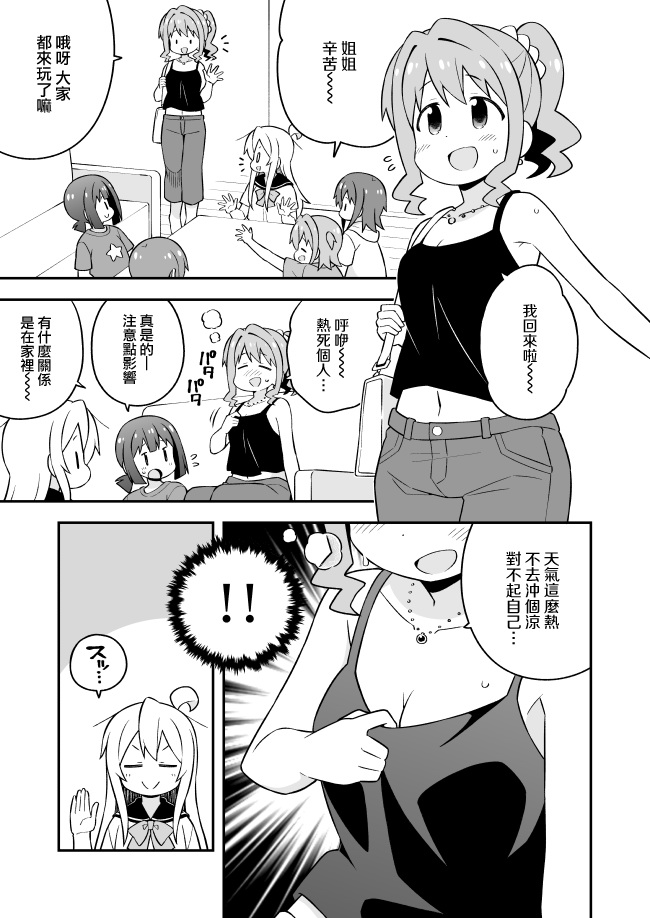 姐姐
辛苦～～
哦呀 大家
都來玩了嘛
我回來啦～～
呼咿～～
熱死個人…
パタ
パタ
真是的—
注意點影響
有什麼關係
是在家裡～～
天氣這麼熱
不去沖個涼
對不起自己…
!!
スッ…